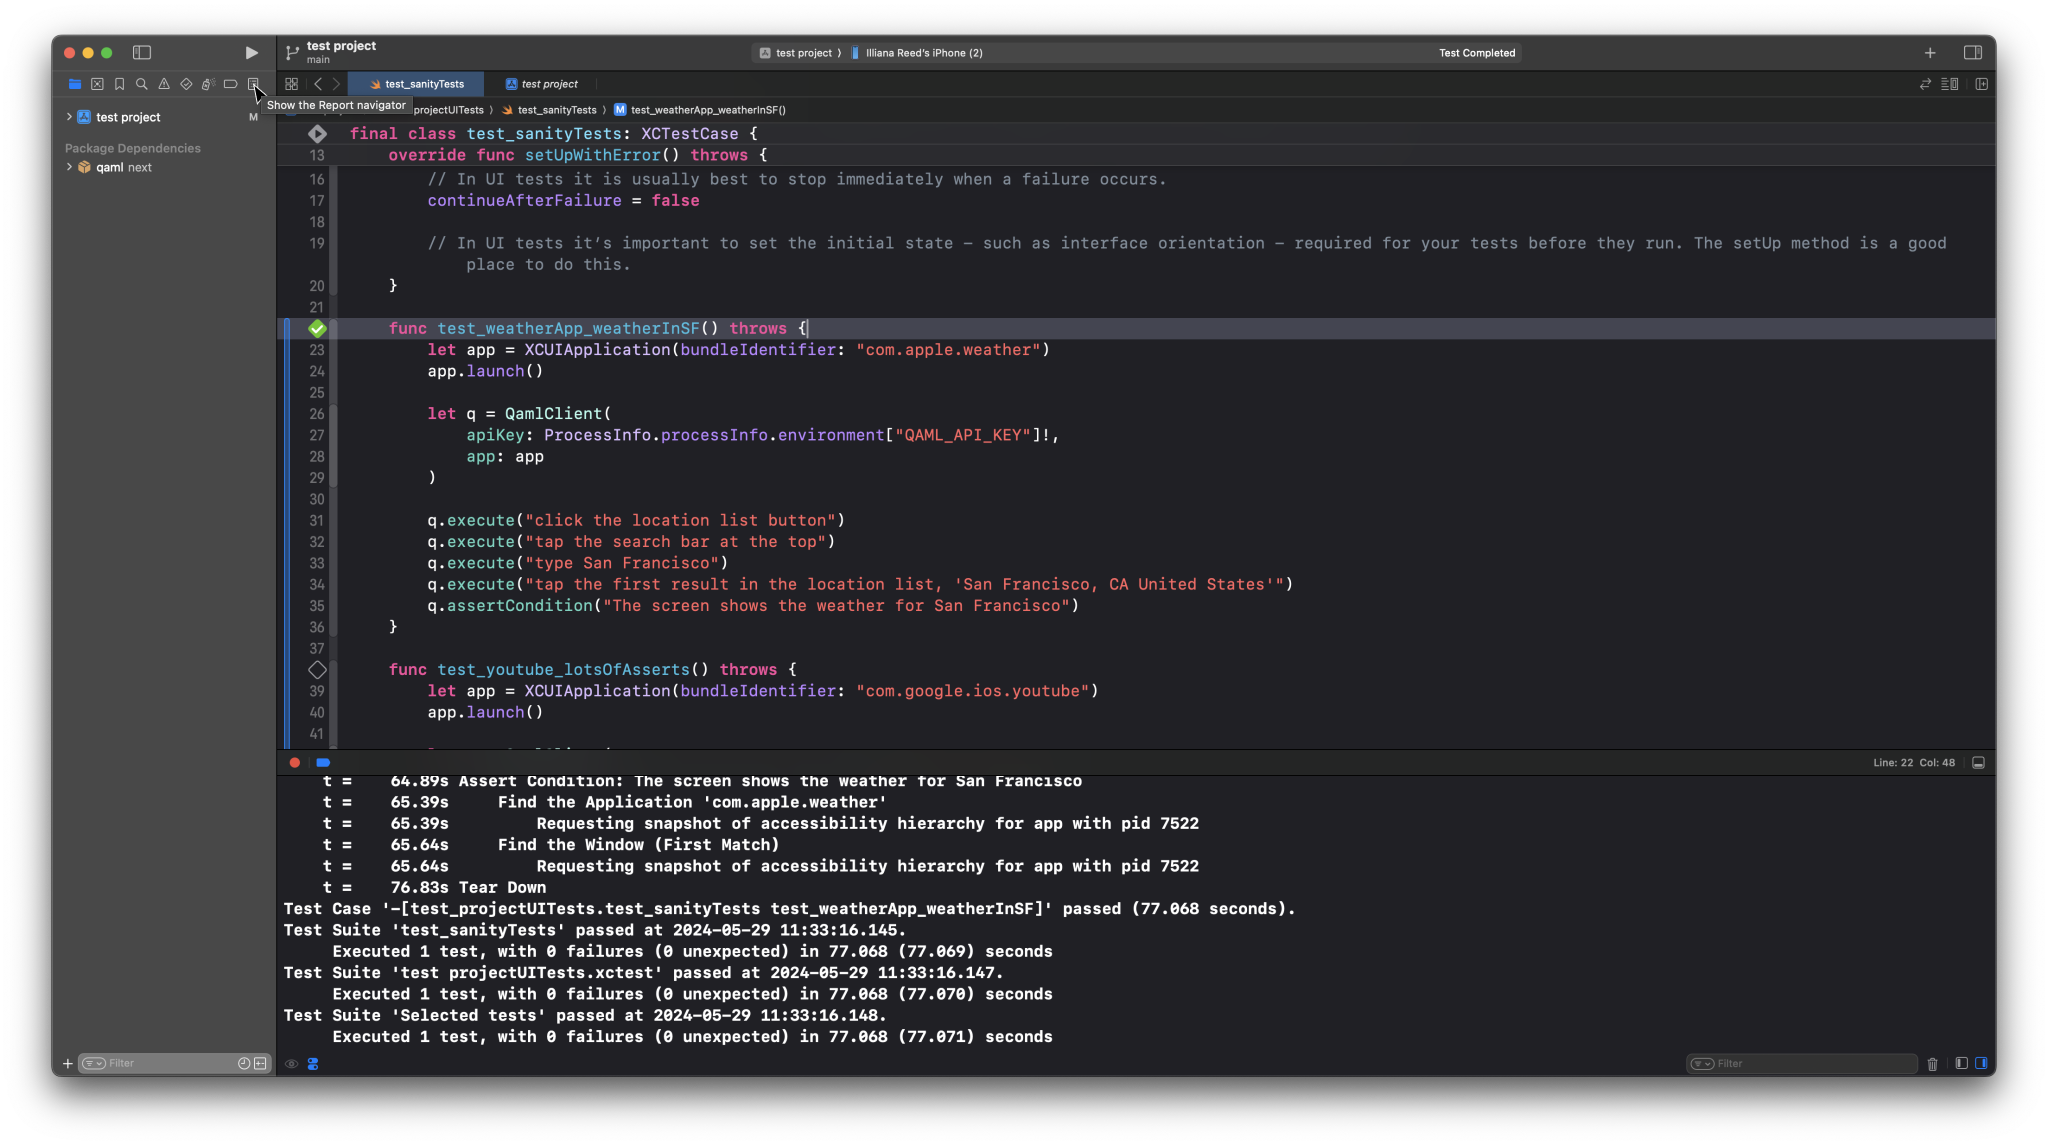 test project
main
test project ⟩ Illiana Reed's iPhone (2)
Test Completed
test_sanityTests
test project
Show the Report navigator
projectUITests ⟩ test_sanityTests ⟩ M test_weatherApp_weatherInSF()
test project M
Package Dependencies
qaml next
final class test_sanityTests: XCTestCase {
13 override func setUpWithError() throws {
16 // In UI tests it is usually best to stop immediately when a failure occurs.
17 continueAfterFailure = false
18
19 // In UI tests it's important to set the initial state - such as interface orientation - required for your tests before they run. The setUp method is a good
place to do this.
20 }
21
func test_weatherApp_weatherInSF() throws {
23 let app = XCUIApplication(bundleIdentifier: "com.apple.weather")
24 app.launch()
25
26 let q = QamlClient(
27 apiKey: ProcessInfo.processInfo.environment["QAML_API_KEY"]!,
28 app: app
29 )
30
31 q.execute("click the location list button")
32 q.execute("tap the search bar at the top")
33 q.execute("type San Francisco")
34 q.execute("tap the first result in the location list, 'San Francisco, CA United States'")
35 q.assertCondition("The screen shows the weather for San Francisco")
36 }
37
func test_youtube_lotsOfAsserts() throws {
39 let app = XCUIApplication(bundleIdentifier: "com.google.ios.youtube")
40 app.launch()
41
Line: 22 Col: 48
t = 64.89s Assert Condition: The screen shows the weather for San Francisco
t = 65.39s Find the Application 'com.apple.weather'
t = 65.39s Requesting snapshot of accessibility hierarchy for app with pid 7522
t = 65.64s Find the Window (First Match)
t = 65.64s Requesting snapshot of accessibility hierarchy for app with pid 7522
t = 76.83s Tear Down
Test Case '-[test_projectUITests.test_sanityTests test_weatherApp_weatherInSF]' passed (77.068 seconds).
Test Suite 'test_sanityTests' passed at 2024-05-29 11:33:16.145.
Executed 1 test, with 0 failures (0 unexpected) in 77.068 (77.069) seconds
Test Suite 'test projectUITests.xctest' passed at 2024-05-29 11:33:16.147.
Executed 1 test, with 0 failures (0 unexpected) in 77.068 (77.070) seconds
Test Suite 'Selected tests' passed at 2024-05-29 11:33:16.148.
Executed 1 test, with 0 failures (0 unexpected) in 77.068 (77.071) seconds
Filter
Filter